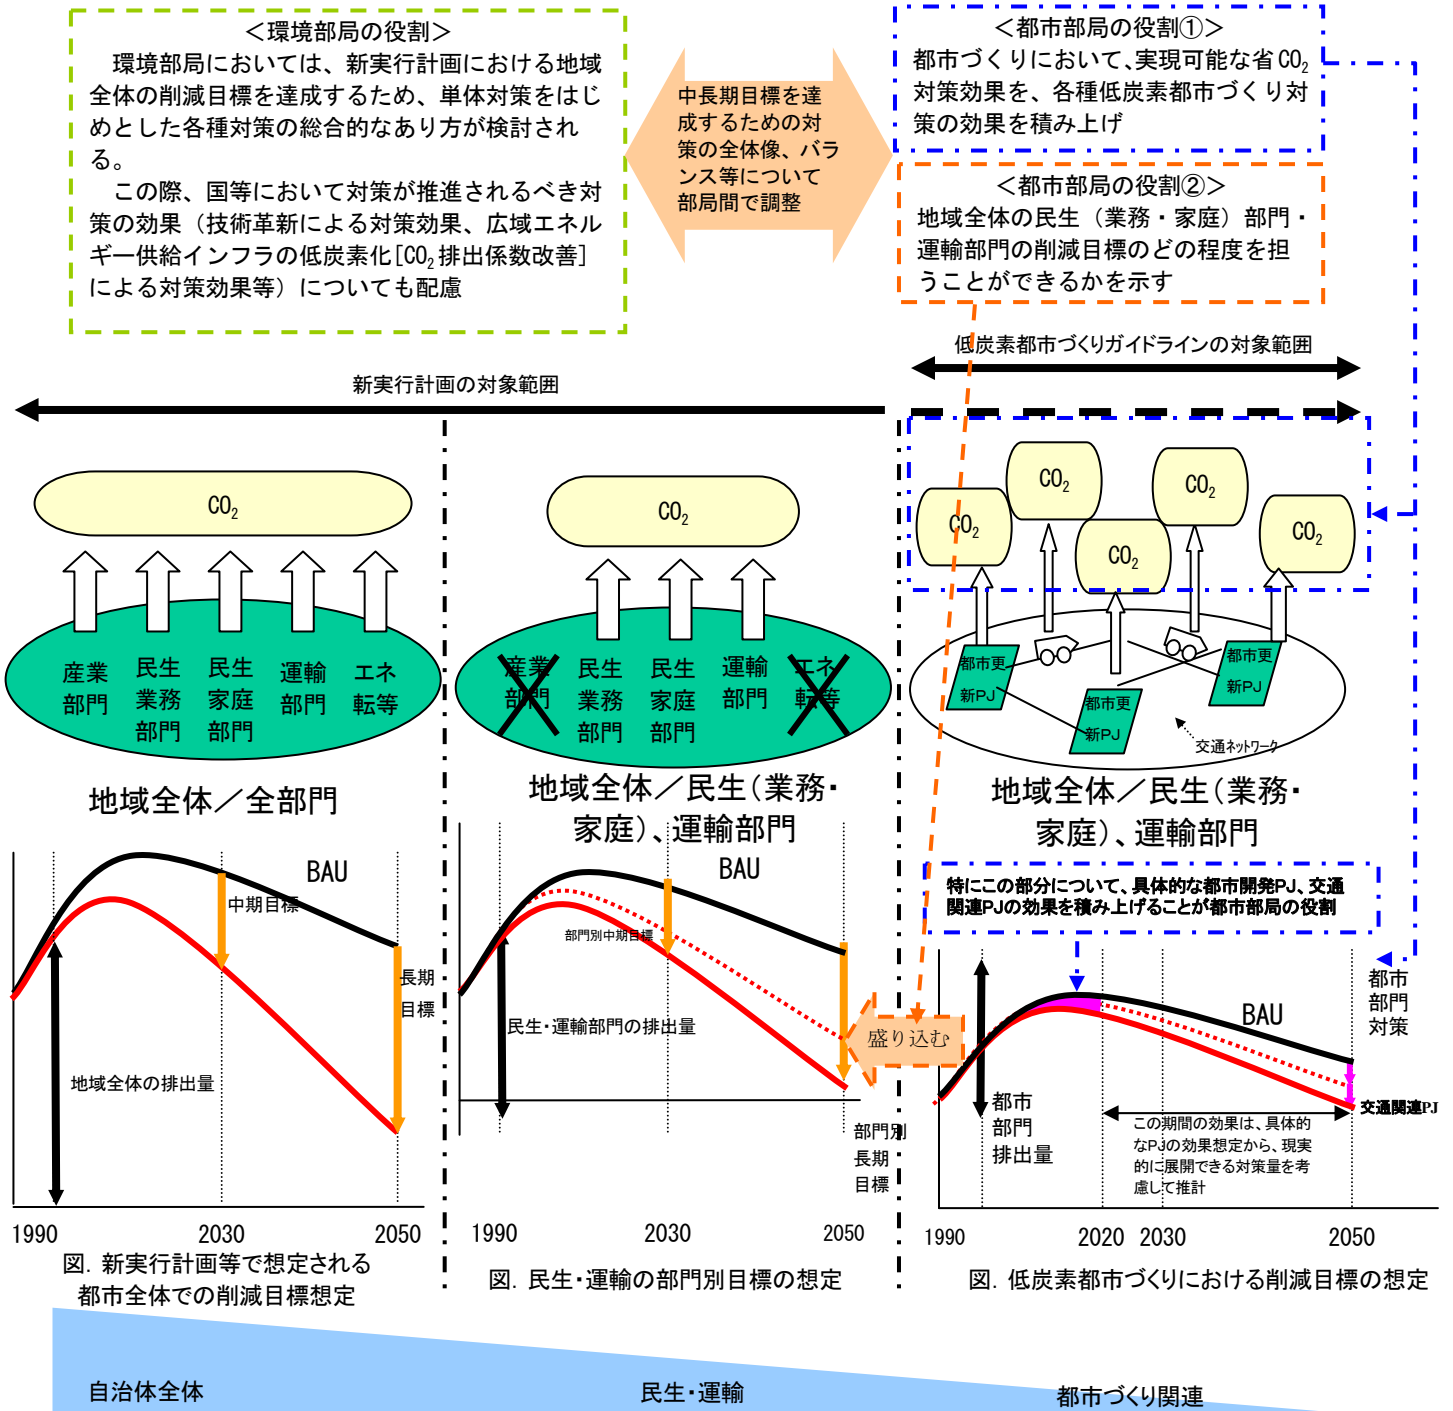 ＜環境部局の役割＞
環境部局においては、新実行計画における地域
全体の削減目標を達成するため、単体対策をはじ
めとした各種対策の総合的なあり方が検討され
る。
この際、国等において対策が推進されるべき対
策の効果（技術革新による対策効果、広域エネル
ギー供給インフラの低炭素化[CO₂排出係数改善]
による対策効果等）についても配慮
中長期目標を達
成するための対
策の全体像、バラ
ンス等について
部局間で調整
＜都市部局の役割①＞
都市づくりにおいて、実現可能な省CO₂
対策効果を、各種低炭素都市づくり対
策の効果を積み上げ
＜都市部局の役割②＞
地域全体の民生（業務・家庭）部門・
運輸部門の削減目標のどの程度を担
うことができるかを示す
低炭素都市づくりガイドラインの対象範囲
新実行計画の対象範囲
CO₂
産業
部門
民生
業務
部門
民生
家庭
部門
運輸
部門
エネ
転等
地域全体／全部門
CO₂
産業
部門
民生
業務
部門
民生
家庭
部門
運輸
部門
エネ
転等
地域全体／民生（業務・
家庭）、運輸部門
CO₂
CO₂
CO₂
CO₂
CO₂
都市更
新PJ
都市更
新PJ
都市更
新PJ
交通ネットワーク
地域全体／民生（業務・
家庭）、運輸部門
BAU
中期目標
長期
目標
地域全体の排出量
1990
2030
2050
図. 新実行計画等で想定される
都市全体での削減目標想定
BAU
部門別中期目標
民生・運輸部門の排出量
部門別
長期
目標
1990
2030
2050
図. 民生・運輸の部門別目標の想定
盛り込む
特にこの部分について、具体的な都市開発PJ、交通
関連PJの効果を積み上げることが都市部局の役割
BAU
都市
部門
対策
交通関連PJ
都市
部門
排出量
この期間の効果は、具体的
なPJの効果想定から、現実
的に展開できる対策量を考
慮して推計
1990
2020
2030
2050
図. 低炭素都市づくりにおける削減目標の想定
自治体全体
民生・運輸
都市づくり関連